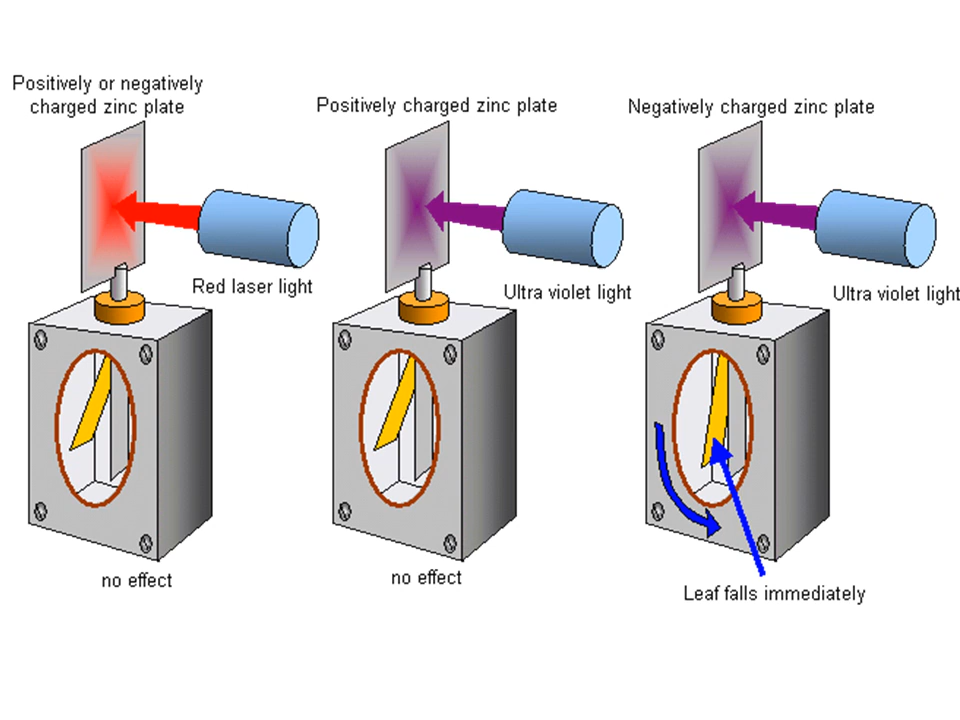 Positively or negatively
charged zinc plate
Positively charged zinc plate
Negatively charged zinc plate
Red laser light
Ultra violet light
Ultra violet light
no effect
no effect
Leaf falls immediately